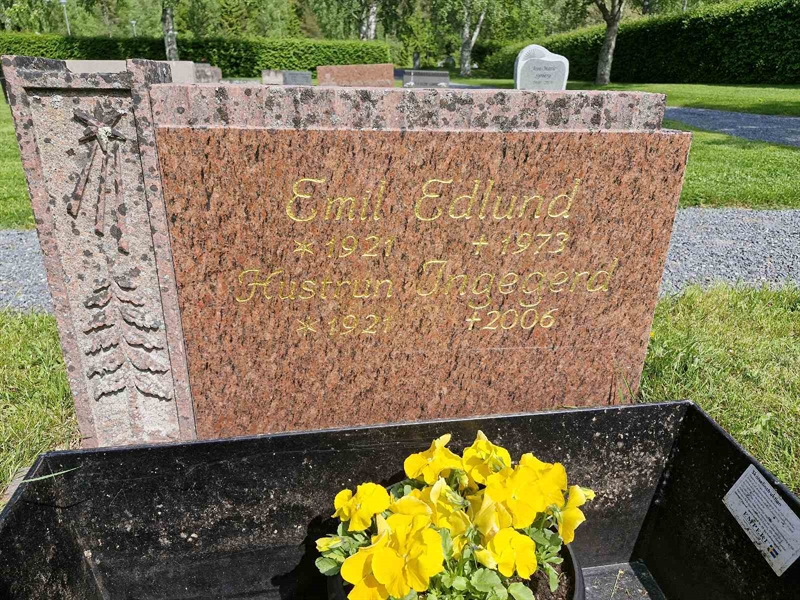 Emil Edlund
* 1921 + 1973
Hustrun Ingegerd
* 1921 + 2006